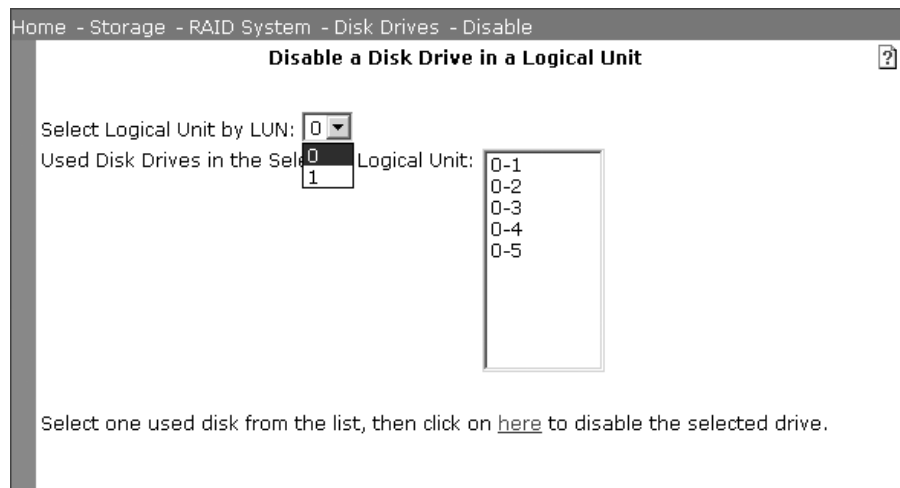 Home - Storage - RAID System - Disk Drives - Disable
Disable a Disk Drive in a Logical Unit
?
Select Logical Unit by LUN: 0
0
1
Used Disk Drives in the Sele Logical Unit:
0-1
0-2
0-3
0-4
0-5
Select one used disk from the list, then click on here to disable the selected drive.